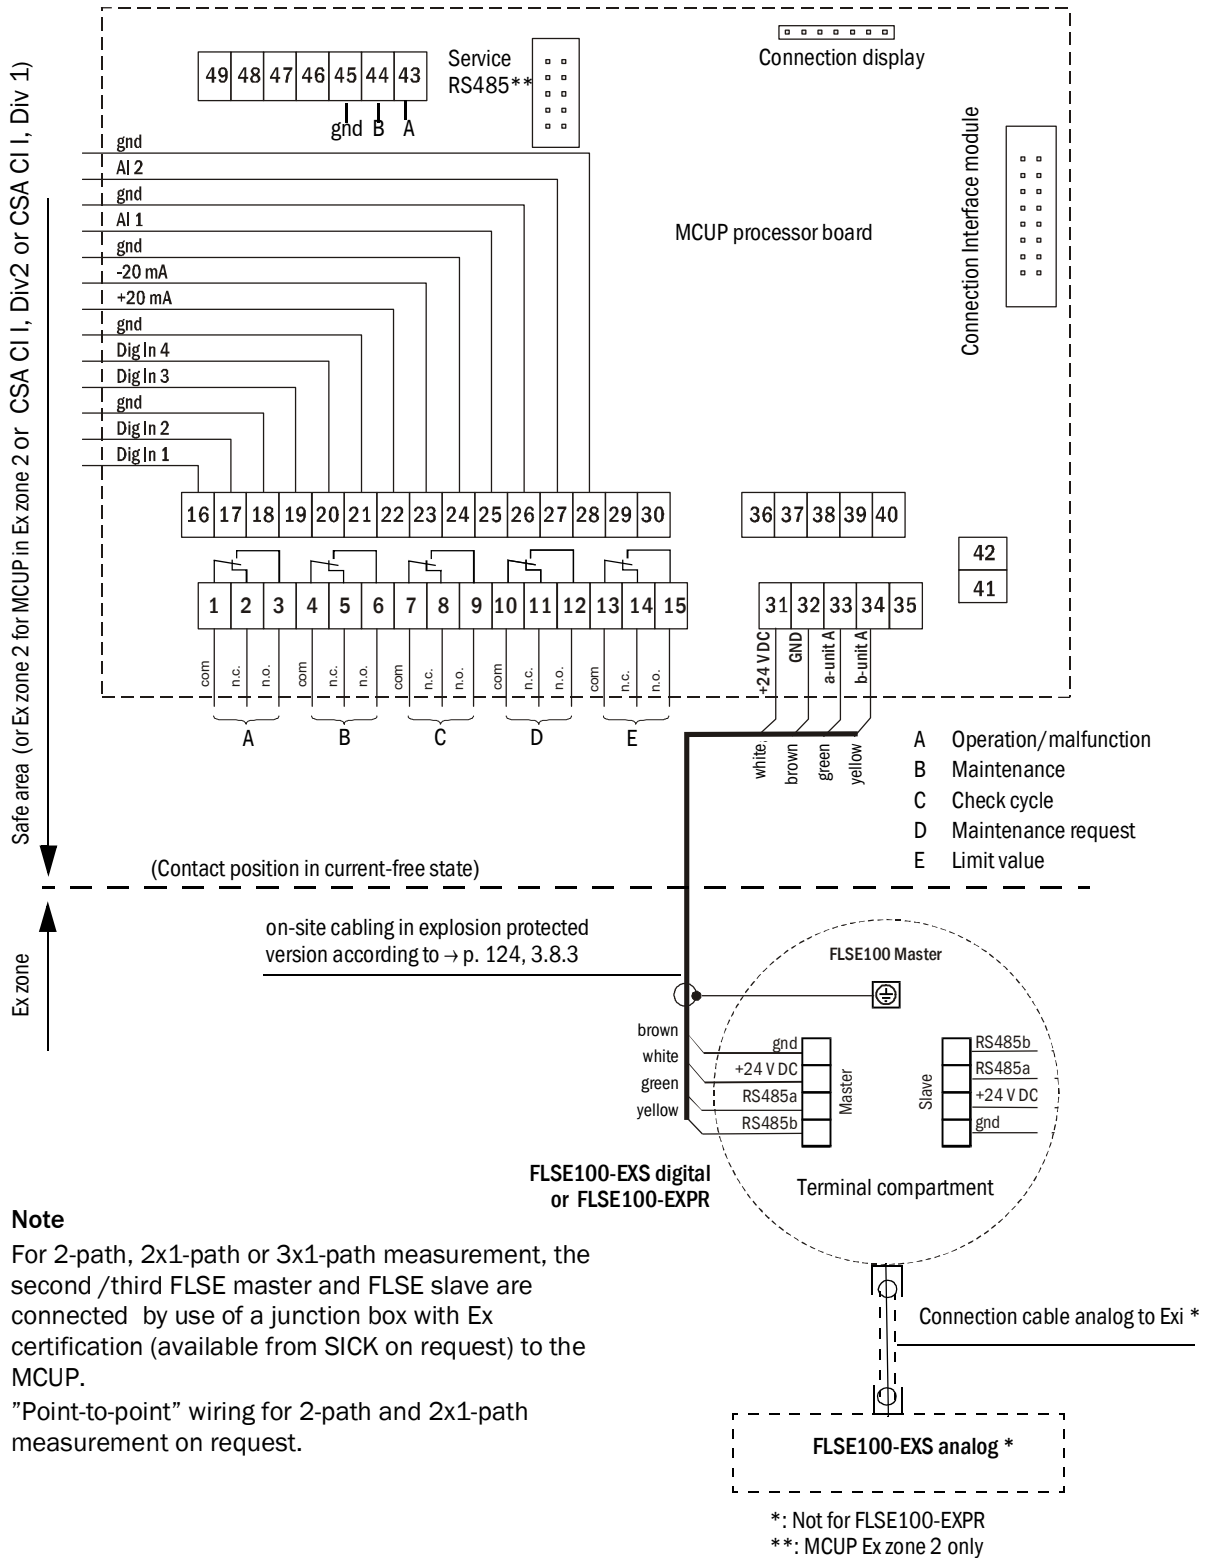 Connection display
49 48 47 46 45 44 43
Service
RS485**
gnd B A
gnd
AI 2
gnd
AI 1
gnd
-20 mA
+20 mA
gnd
Dig In 4
Dig In 3
gnd
Dig In 2
Dig In 1
MCUP processor board
Connection Interface module
Safe area (or Ex zone 2 for MCUP in Ex zone 2 or CSA Cl I, Div2 or CSA Cl I, Div 1)
16 17 18 19 20 21 22 23 24 25 26 27 28 29 30
36 37 38 39 40
42
41
1 2 3 4 5 6 7 8 9 10 11 12 13 14 15
31 32 33 34 35
com n.c. n.o. com n.c. n.o. com n.c. n.o. com n.c. n.o. com n.c. n.o.
+24 VDC
GND
a-unit A
b-unit A
A B C D E
white,
brown
green
yellow
A Operation/malfunction
B Maintenance
C Check cycle
D Maintenance request
E Limit value
(Contact position in current-free state)
Ex zone
on-site cabling in explosion protected
version according to → p. 124, 3.8.3
FLSE100 Master
brown
white
green
yellow
gnd
+24 V DC
RS485a
RS485b
Master
Slave
RS485b
RS485a
+24 V DC
gnd
Terminal compartment
FLSE100-EXS digital
or FLSE100-EXPR
Note
For 2-path, 2x1-path or 3x1-path measurement, the
second /third FLSE master and FLSE slave are
connected by use of a junction box with Ex
certification (available from SICK on request) to the
MCUP.
”Point-to-point” wiring for 2-path and 2x1-path
measurement on request.
Connection cable analog to Exi *
FLSE100-EXS analog *
*: Not for FLSE100-EXPR
**: MCUP Ex zone 2 only